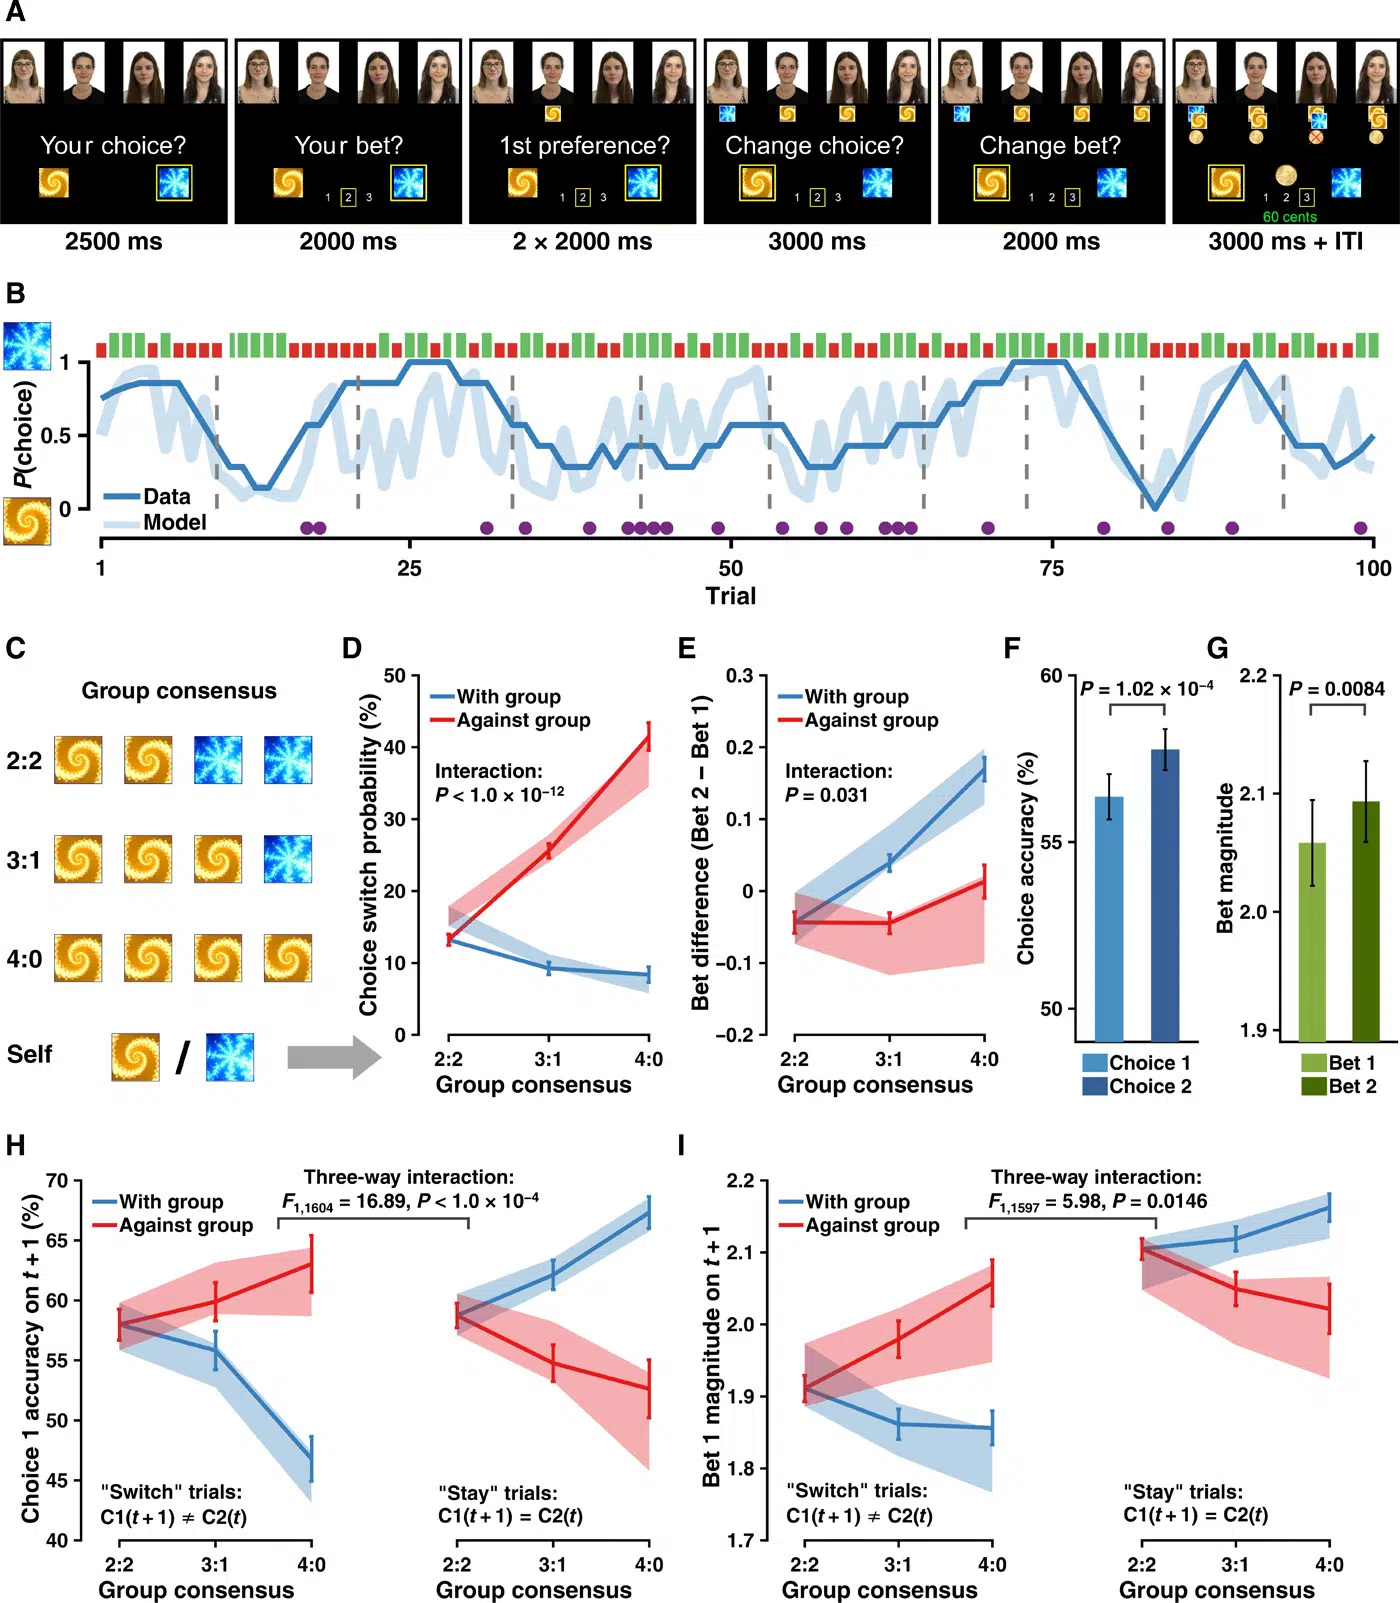 A
Your choice?
2500 ms
Your bet?
1 2 3
2000 ms
1st preference?
1 2 3
2 × 2000 ms
Change choice?
1 2 3
3000 ms
Change bet?
1 2 3
2000 ms
1 2 3
60 cents
3000 ms + ITI
B
P(choice)
1
0.5
0
Data
Model
1 25 50 75 100
Trial
C
Group consensus
2:2
3:1
4:0
Self
/
D
Choice switch probability (%)
50
40
30
20
10
0
With group
Against group
Interaction:
P < 1.0 × 10⁻¹²
2:2 3:1 4:0
Group consensus
E
Bet difference (Bet 2 – Bet 1)
0.3
0.2
0.1
0
–0.1
–0.2
With group
Against group
Interaction:
P = 0.031
2:2 3:1 4:0
Group consensus
F
Choice accuracy (%)
60
55
50
P = 1.02 × 10⁻⁴
Choice 1
Choice 2
G
Bet magnitude
2.2
2.1
2.0
1.9
P = 0.0084
Bet 1
Bet 2
H
Choice 1 accuracy on t + 1 (%)
70
65
60
55
50
45
40
With group
Against group
Three-way interaction:
F₁,₁₆₀₄ = 16.89, P < 1.0 × 10⁻⁴
"Switch" trials:
C1(t + 1) ≠ C2(t)
2:2 3:1 4:0
Group consensus
"Stay" trials:
C1(t + 1) = C2(t)
2:2 3:1 4:0
Group consensus
I
Bet 1 magnitude on t + 1
2.2
2.1
2.0
1.9
1.8
1.7
With group
Against group
Three-way interaction:
F₁,₁₅₉₇ = 5.98, P = 0.0146
"Switch" trials:
C1(t + 1) ≠ C2(t)
2:2 3:1 4:0
Group consensus
"Stay" trials:
C1(t + 1) = C2(t)
2:2 3:1 4:0
Group consensus